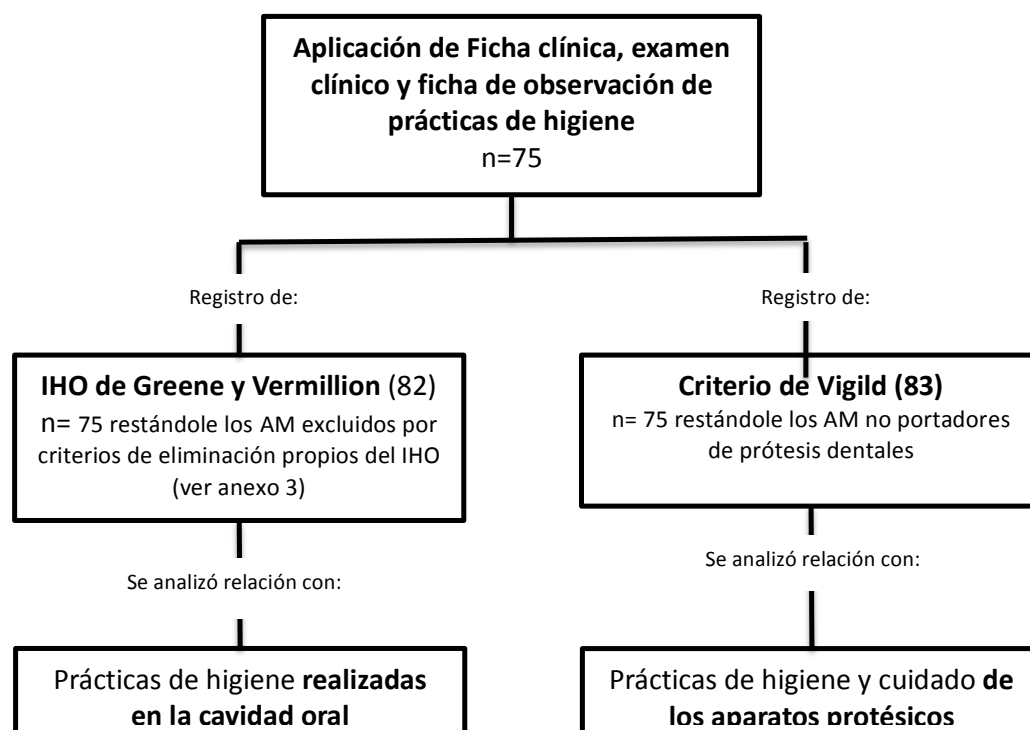 Aplicación de Ficha clínica, examen
clínico y ficha de observación de
prácticas de higiene
n=75
Registro de:
Registro de:
IHO de Greene y Vermillion (82)
n= 75 restándole los AM excluidos por
criterios de eliminación propios del IHO
(ver anexo 3)
Criterio de Vigild (83)
n= 75 restándole los AM no portadores
de prótesis dentales
Se analizó relación con:
Se analizó relación con:
Prácticas de higiene realizadas
en la cavidad oral
Prácticas de higiene y cuidado de
los aparatos protésicos